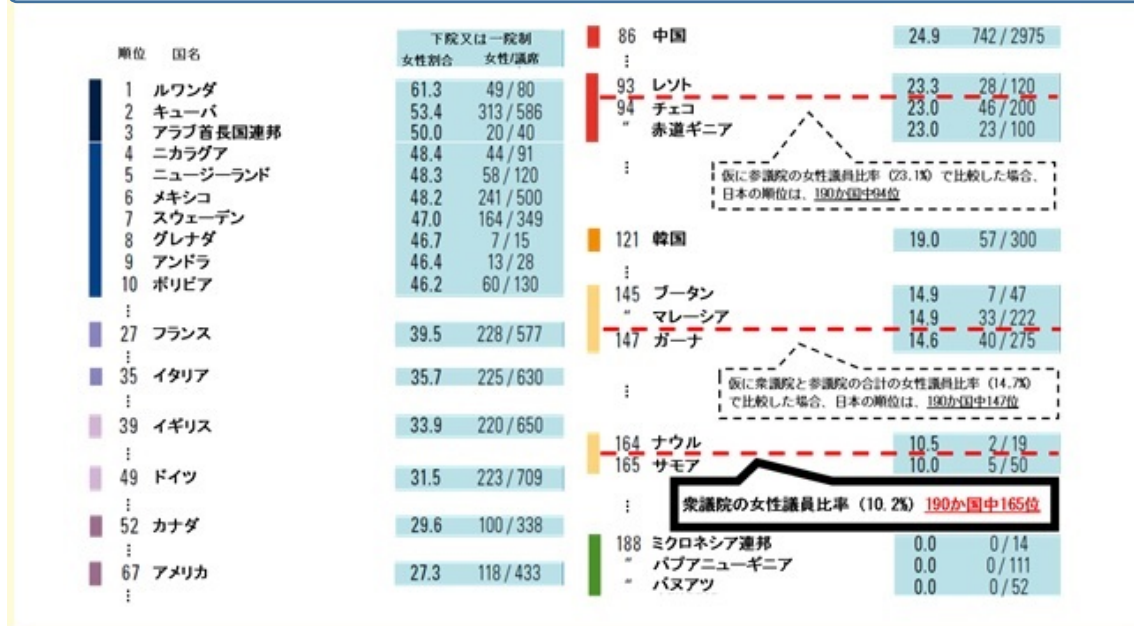 下院又は一院制
順位 国名 女性割合 女性/議席
1 ルワンダ 61.3 49/80
2 キューバ 53.4 313/586
3 アラブ首長国連邦 50.0 20/40
4 ニカラグア 48.4 44/91
5 ニュージーランド 48.3 58/120
6 メキシコ 48.2 241/500
7 スウェーデン 47.0 164/349
8 グレナダ 46.7 7/15
9 アンドラ 46.4 13/28
10 ボリビア 46.2 60/130
⋮
27 フランス 39.5 228/577
⋮
35 イタリア 35.7 225/630
⋮
39 イギリス 33.9 220/650
⋮
49 ドイツ 31.5 223/709
⋮
52 カナダ 29.6 100/338
⋮
67 アメリカ 27.3 118/433
⋮
86 中国 24.9 742/2975
⋮
93 レソト 23.3 28/120
94 チェコ 23.0 46/200
〃 赤道ギニア 23.0 23/100
⋮
仮に参議院の女性議員比率（23.1%）で比較した場合、
日本の順位は、190か国中94位
121 韓国 19.0 57/300
⋮
145 ブータン 14.9 7/47
〃 マレーシア 14.9 33/222
147 ガーナ 14.6 40/275
⋮
仮に衆議院と参議院の合計の女性議員比率（14.7%）
で比較した場合、日本の順位は、190か国中147位
164 ナウル 10.5 2/19
165 サモア 10.0 5/50
⋮
衆議院の女性議員比率（10.2%）190か国中165位
188 ミクロネシア連邦 0.0 0/14
〃 パプアニューギニア 0.0 0/111
〃 バヌアツ 0.0 0/52